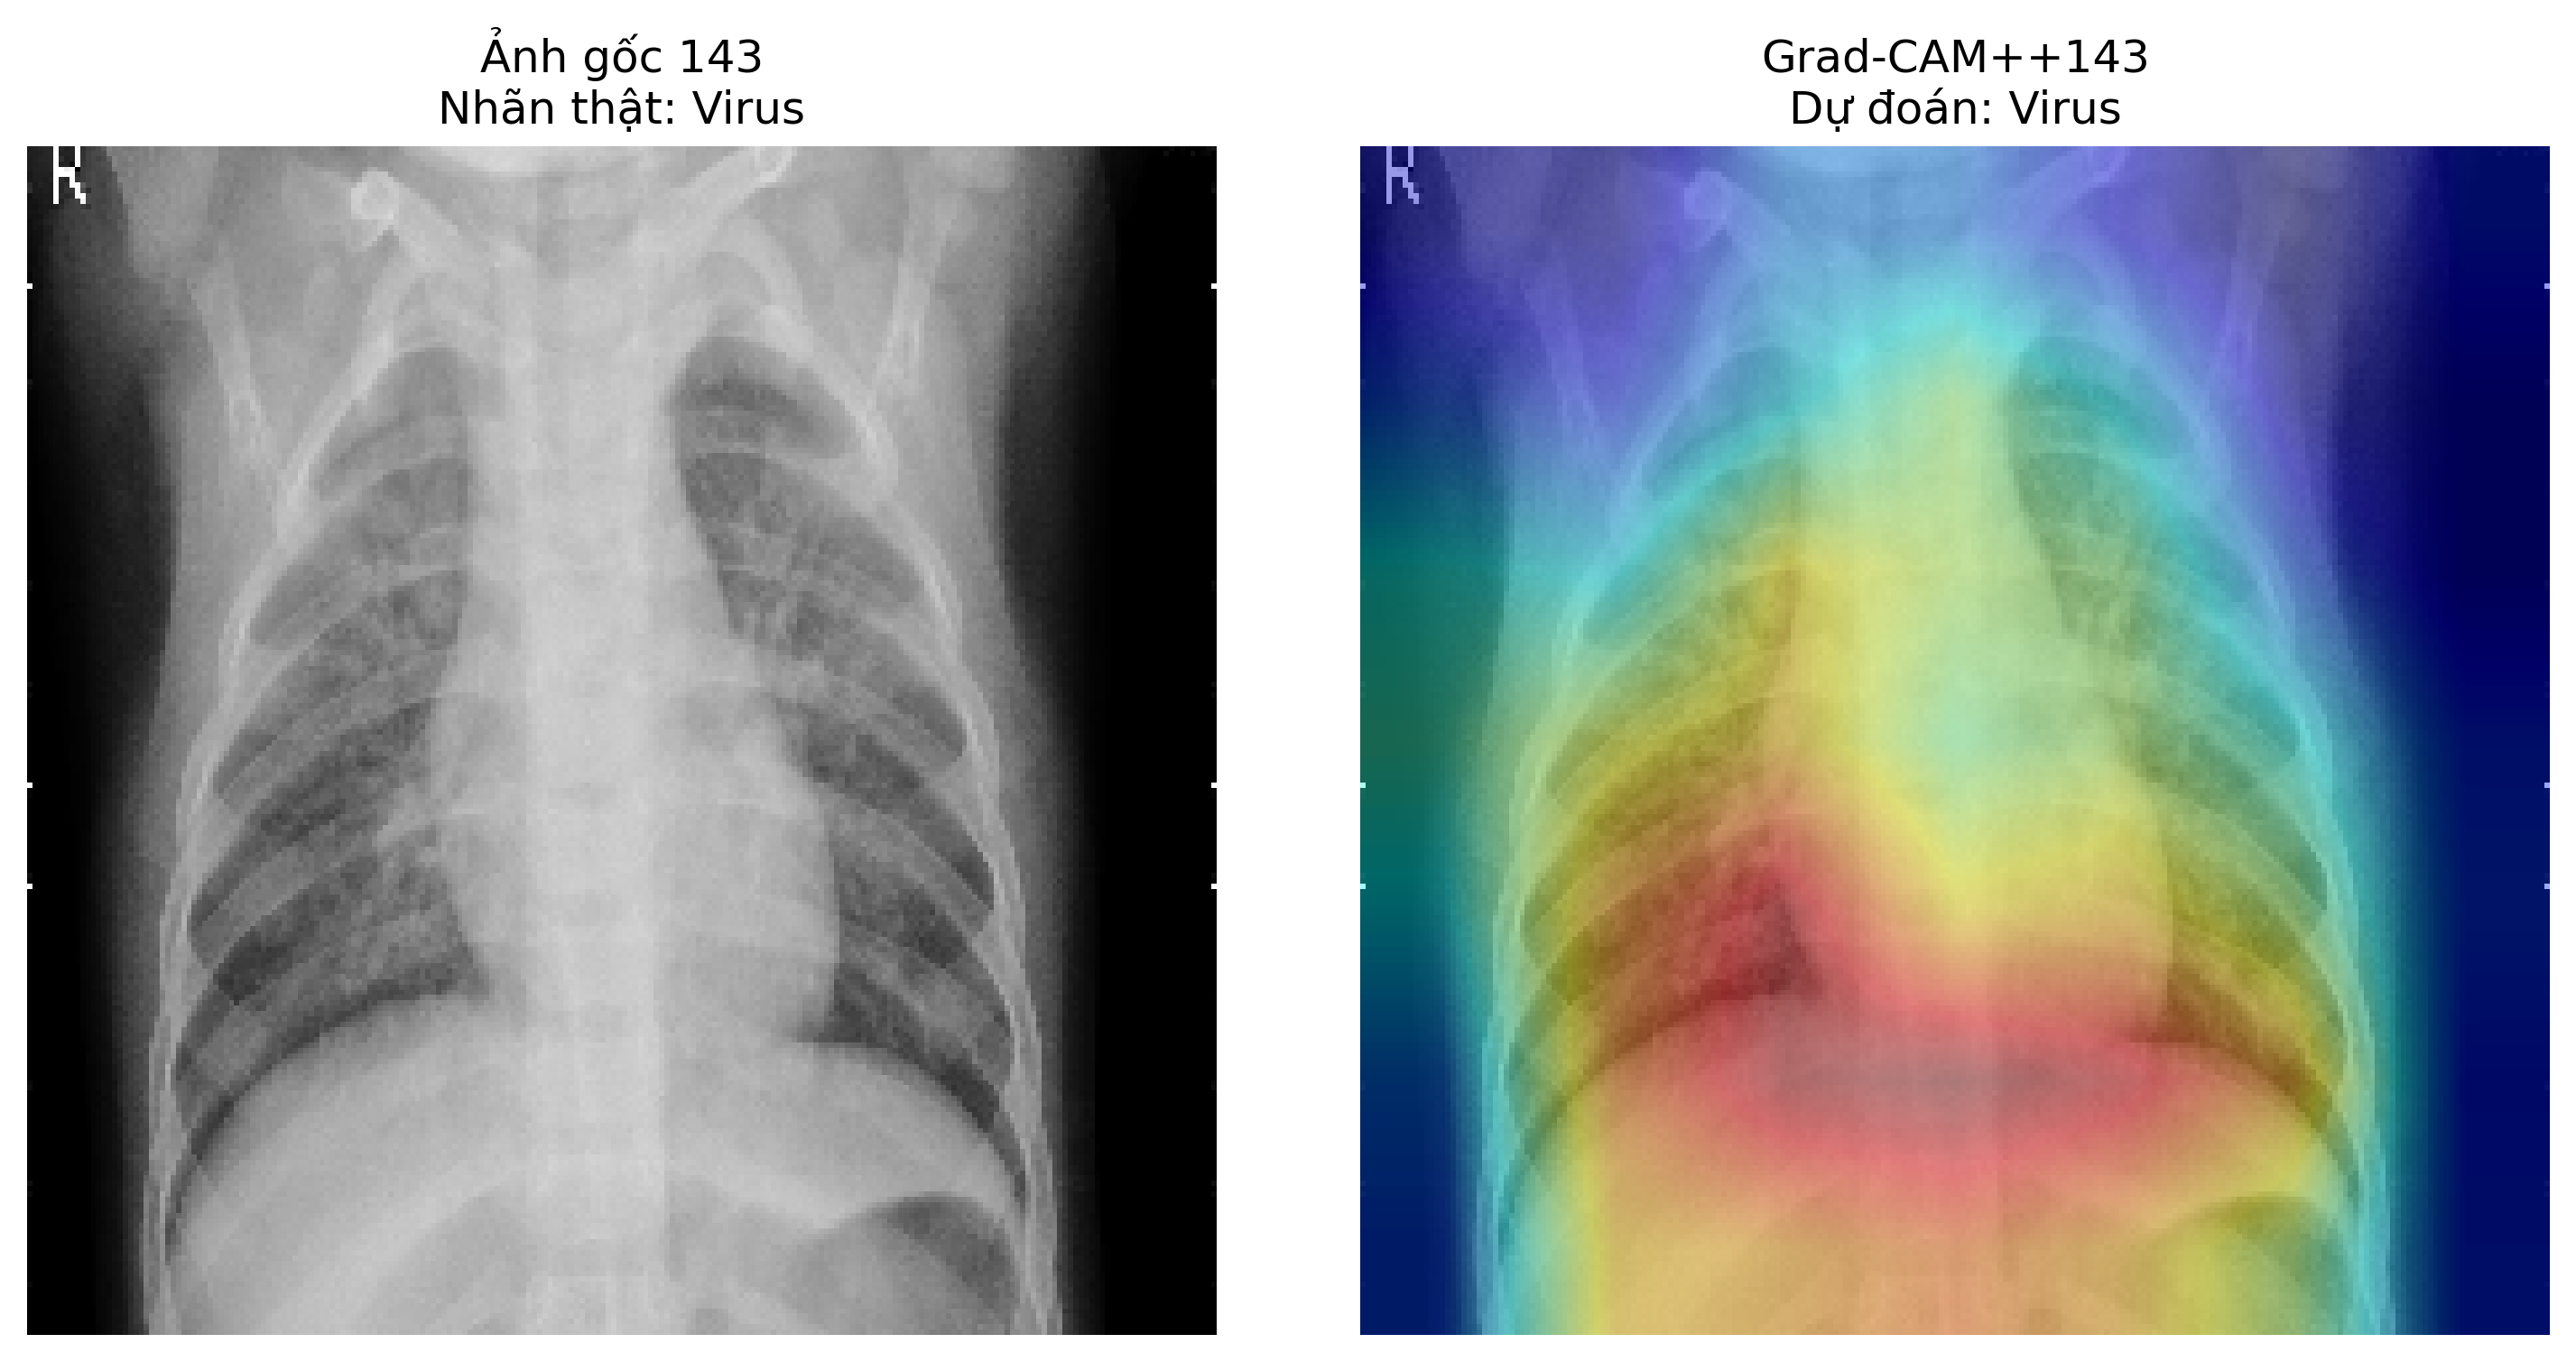 Ảnh gốc 143
Nhãn thật: Virus
Grad-CAM++143
Dự đoán: Virus
R
R